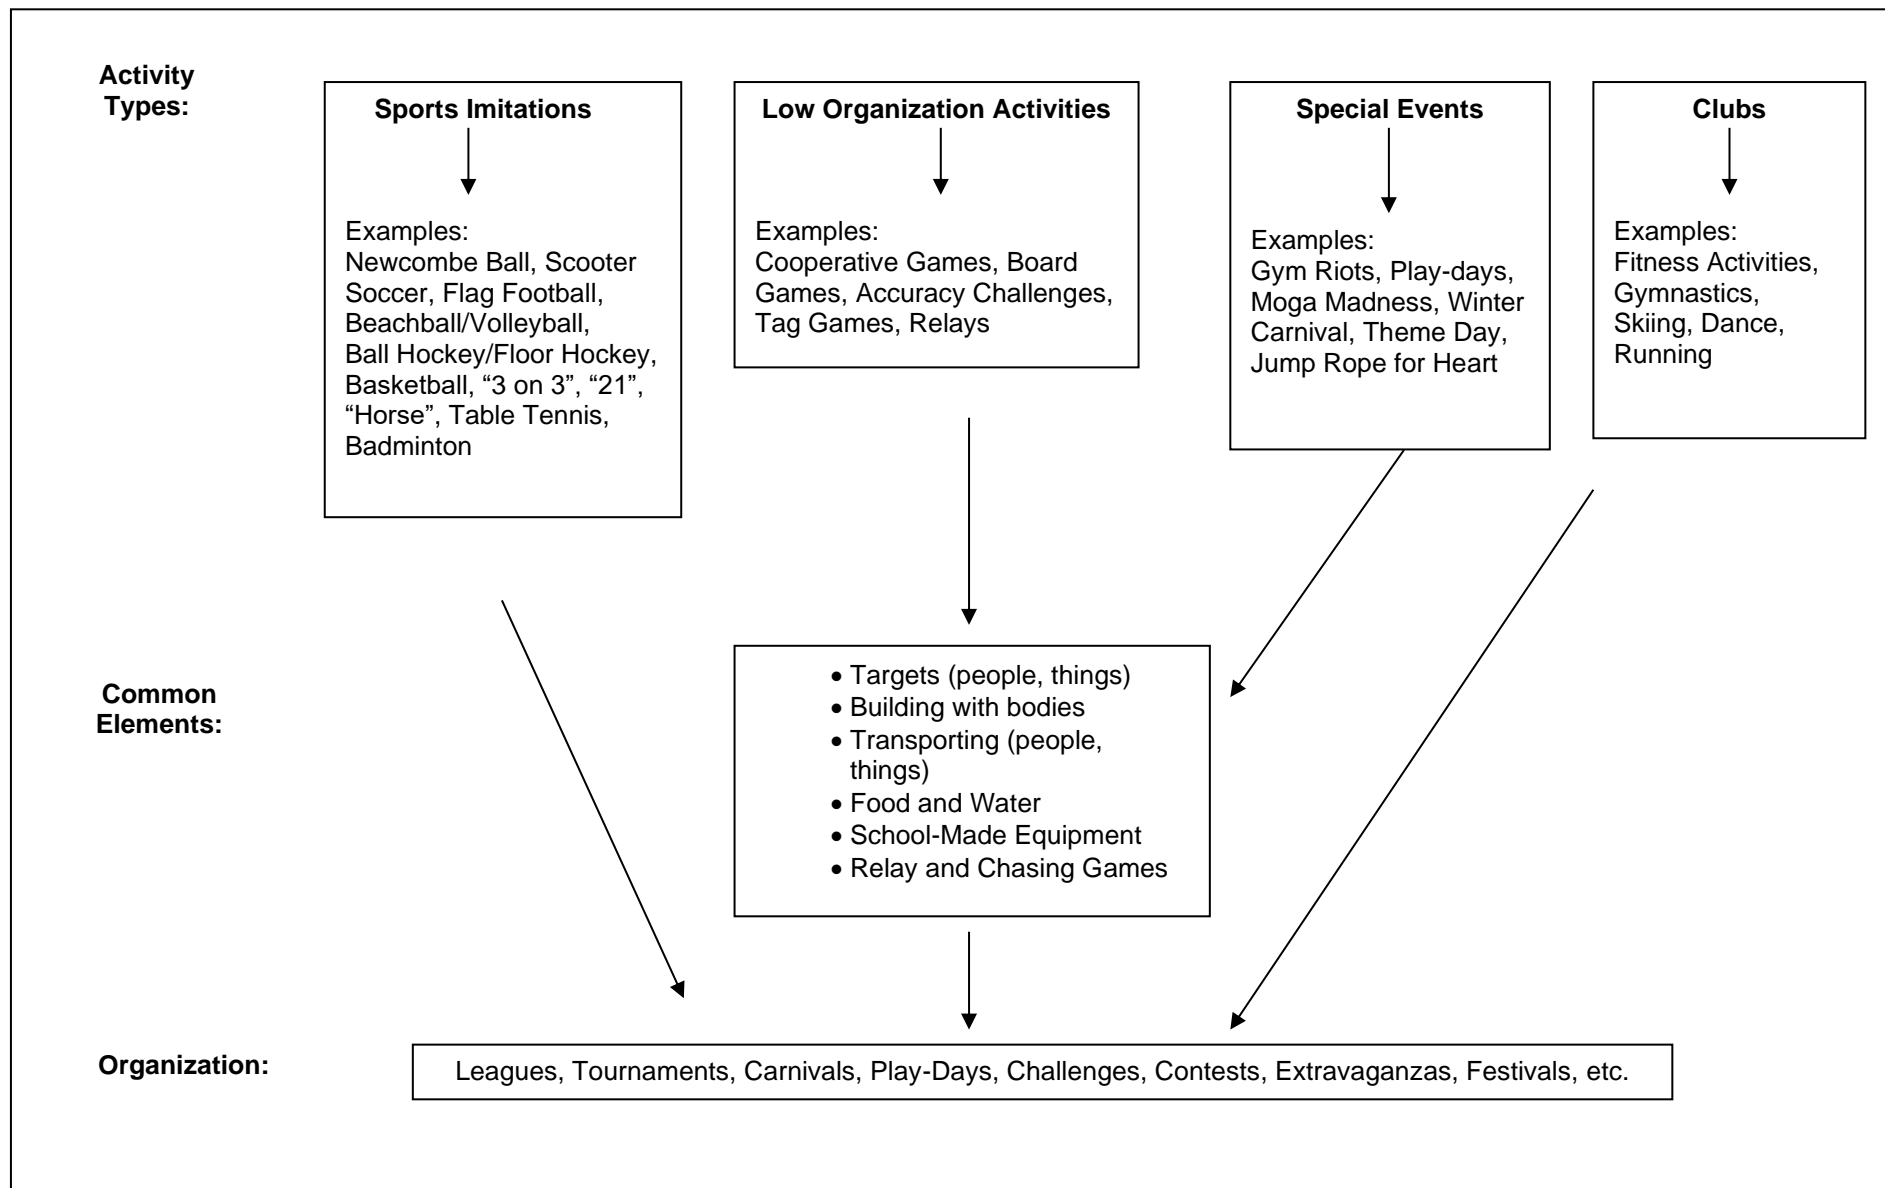 Activity
Types:
Sports Imitations
Examples:
Newcombe Ball, Scooter
Soccer, Flag Football,
Beachball/Volleyball,
Ball Hockey/Floor Hockey,
Basketball, “3 on 3”, “21”,
“Horse”, Table Tennis,
Badminton
Low Organization Activities
Examples:
Cooperative Games, Board
Games, Accuracy Challenges,
Tag Games, Relays
Special Events
Examples:
Gym Riots, Play-days,
Moga Madness, Winter
Carnival, Theme Day,
Jump Rope for Heart
Clubs
Examples:
Fitness Activities,
Gymnastics,
Skiing, Dance,
Running
Common
Elements:
• Targets (people, things)
• Building with bodies
• Transporting (people,
things)
• Food and Water
• School-Made Equipment
• Relay and Chasing Games
Organization:
Leagues, Tournaments, Carnivals, Play-Days, Challenges, Contests, Extravaganzas, Festivals, etc.